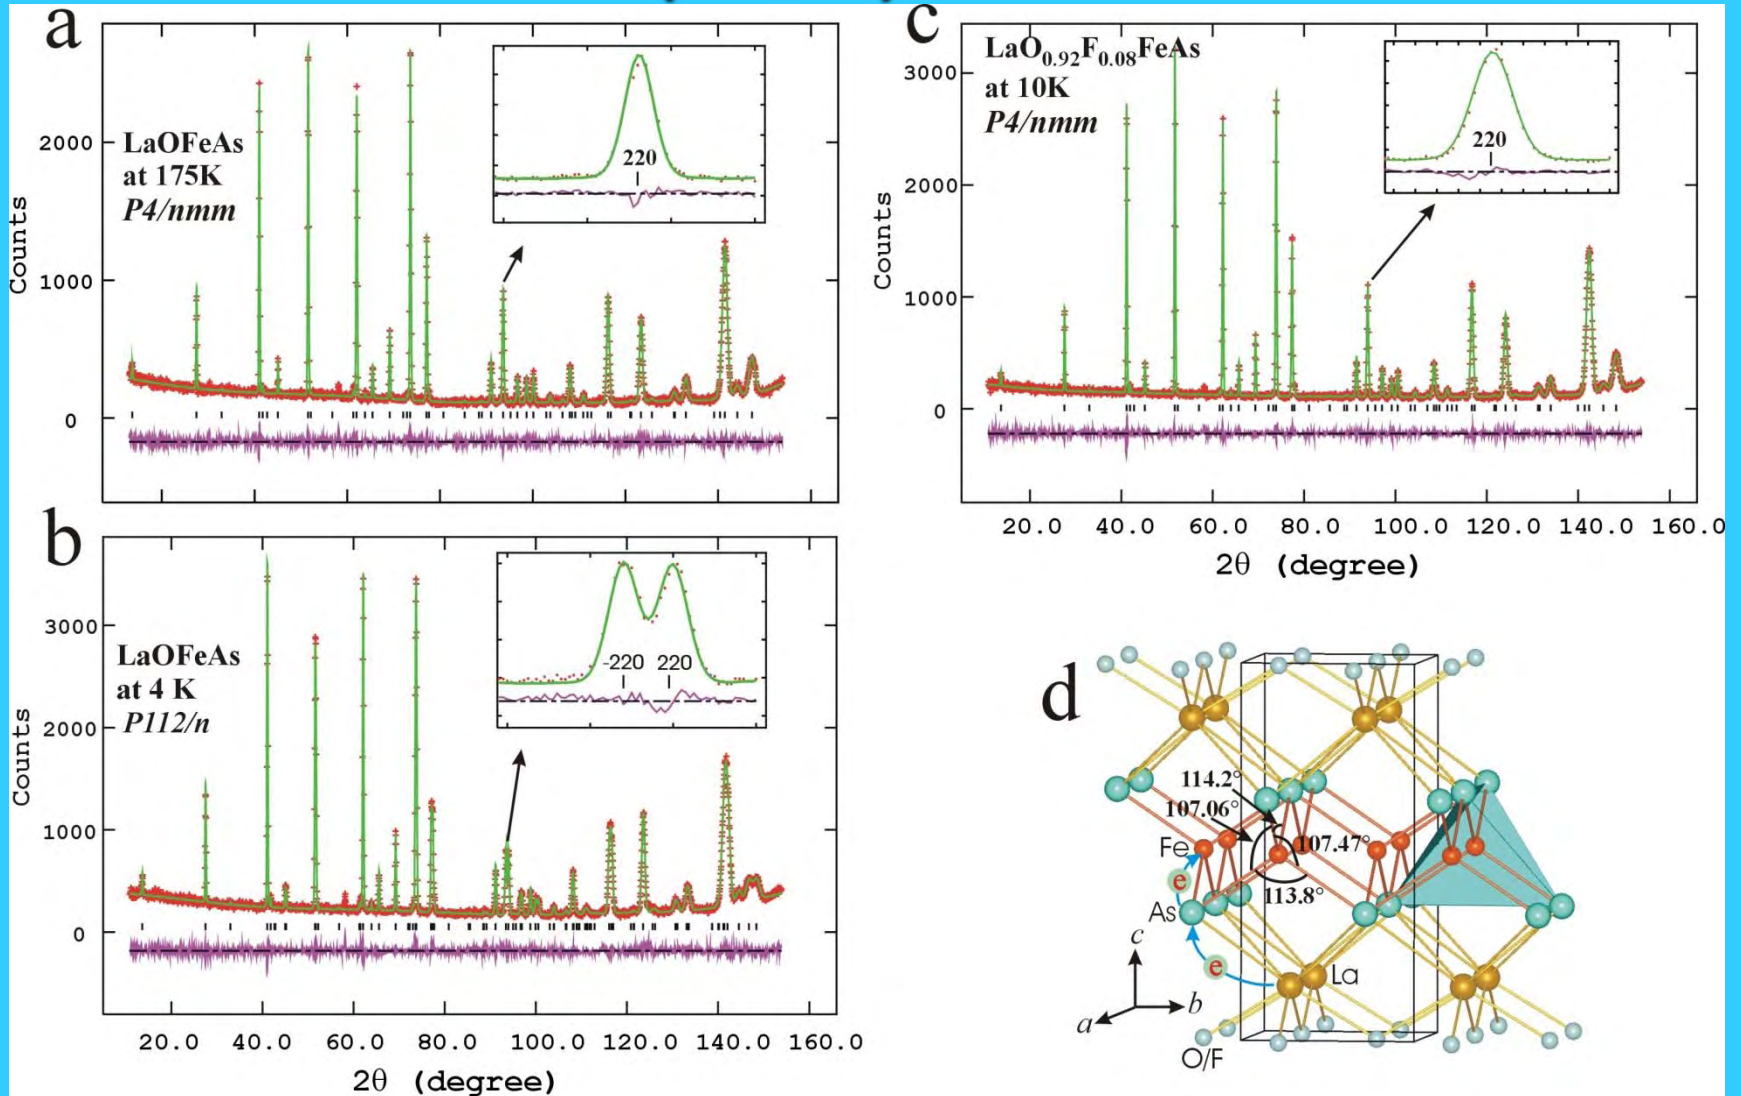 a
LaOFeAs
at 175K
P4/nmm
Counts
2000
1000
0
220
b
LaOFeAs
at 4 K
P112/n
Counts
3000
2000
1000
0
-220 220
20.0 40.0 60.0 80.0 100.0 120.0 140.0 160.0
2θ (degree)
c
LaO0.92F0.08FeAs
at 10K
P4/nmm
Counts
3000
2000
1000
0
220
20.0 40.0 60.0 80.0 100.0 120.0 140.0 160.0
2θ (degree)
d
114.2°
107.06°
107.47°
113.8°
Fe
e
As
e
La
c
b
a
O/F